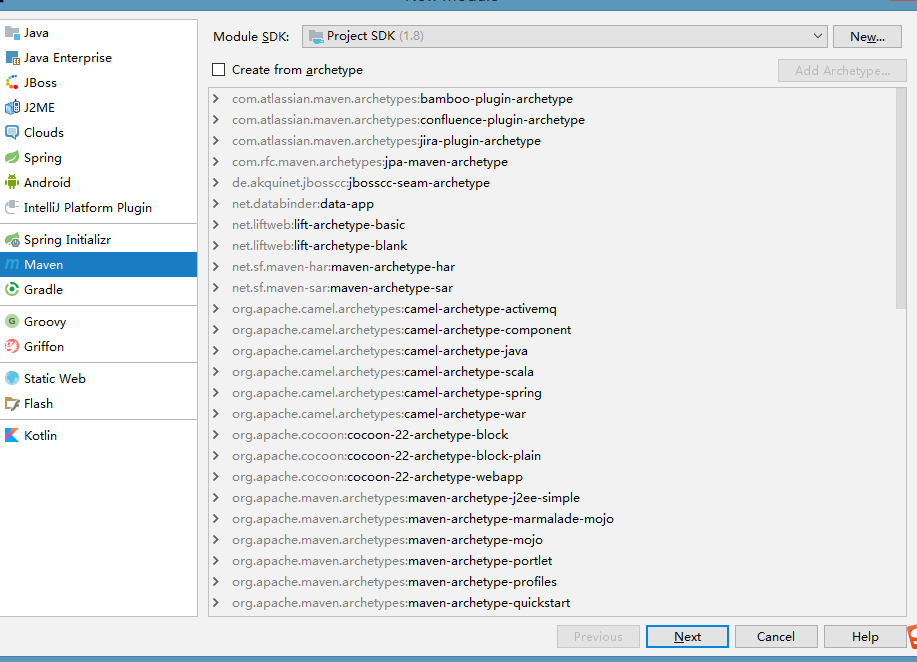 New Module
Java
Java Enterprise
JBoss
J2ME
Clouds
Spring
Android
IntelliJ Platform Plugin
Spring Initializr
Maven
Gradle
Groovy
Griffon
Static Web
Flash
Kotlin
Module SDK: Project SDK (1.8) New...
Create from archetype Add Archetype...
com.atlassian.maven.archetypes:bamboo-plugin-archetype
com.atlassian.maven.archetypes:confluence-plugin-archetype
com.atlassian.maven.archetypes:jira-plugin-archetype
com.rfc.maven.archetypes:jpa-maven-archetype
de.akquinet.jbosscc:jbosscc-seam-archetype
net.databinder:data-app
net.liftweb:lift-archetype-basic
net.liftweb:lift-archetype-blank
net.sf.maven-har:maven-archetype-har
net.sf.maven-sar:maven-archetype-sar
org.apache.camel.archetypes:camel-archetype-activemq
org.apache.camel.archetypes:camel-archetype-component
org.apache.camel.archetypes:camel-archetype-java
org.apache.camel.archetypes:camel-archetype-scala
org.apache.camel.archetypes:camel-archetype-spring
org.apache.camel.archetypes:camel-archetype-war
org.apache.cocoon:cocoon-22-archetype-block
org.apache.cocoon:cocoon-22-archetype-block-plain
org.apache.cocoon:cocoon-22-archetype-webapp
org.apache.maven.archetypes:maven-archetype-j2ee-simple
org.apache.maven.archetypes:maven-archetype-marmalade-mojo
org.apache.maven.archetypes:maven-archetype-mojo
org.apache.maven.archetypes:maven-archetype-portlet
org.apache.maven.archetypes:maven-archetype-profiles
org.apache.maven.archetypes:maven-archetype-quickstart
Previous Next Cancel Help